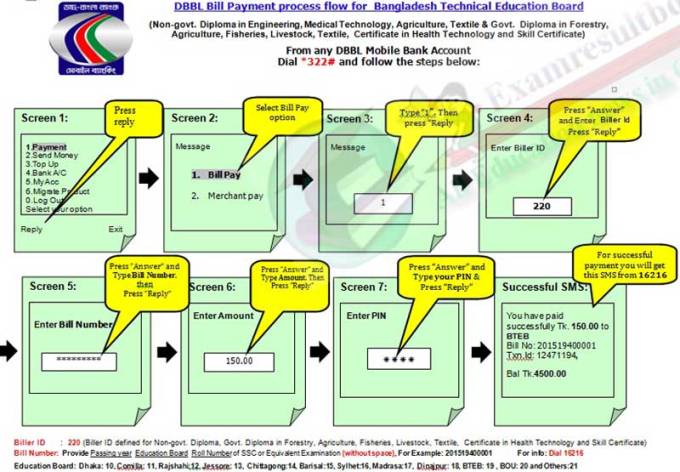 ডাচ্-বাংলা ব্যাংক
মোবাইল ব্যাংকিং
DBBL Bill Payment process flow for Bangladesh Technical Education Board
(Non-govt. Diploma in Engineering, Medical Technology, Agriculture, Textile & Govt. Diploma in Forestry,
Agriculture, Fisheries, Livestock, Textile, Certificate in Health Technology and Skill Certificate)
From any DBBL Mobile Bank Account
Dial *322# and follow the steps below:
Examresultbo
Screen 1:
Press
reply
1.Payment
2.Send Money
3.Top Up
4.Bank A/C
5.MyAcc
6.Migrate Product
0.Log Out
Select your option
Reply Exit
Screen 2:
Select Bill Pay
option
Message
1. Bill Pay
2. Merchant pay
Screen 3:
Type "1". Then
press "Reply
Message
1
Screen 4:
Press "Answer"
and Enter Biller Id
Press "Reply"
Enter Biller ID
220
Screen 5:
Press "Answer" and
Type Bill Number.
then
Press "Reply"
Enter Bill Number
*********
Screen 6:
Press "Answer" and
Type Amount. Then
Press "Reply"
Enter Amount
150.00
Screen 7:
Press "Answer" and
Type your PIN &
Press "Reply"
Enter PIN
****
Successful SMS:
For successful
payment you will get
this SMS from 16216
You have paid
successfully Tk. 150.00 to
BTEB
Bill No: 201519400001
Txn.Id: 12471194,
Bal Tk.4500.00
Biller ID : 220 (Biller ID defined for Non-govt. Diploma, Govt. Diploma in Forestry, Agriculture, Fisheries, Livestock, Textile, Certificate in Health Technology and Skill Certificate)
Bill Number: Provide Passing year Education Board Roll Number of SSC or Equivalent Examination (without space), For Example: 201519400001 For info: Dial 16216
Education Board: Dhaka: 10, Comilla: 11, Rajshahi;12, Jessore: 13, Chittagong:14, Barisal:15, Sylhet:16, Madrasa:17, Dinajpur: 18, BTEB: 19, BOU: 20 and Others:21